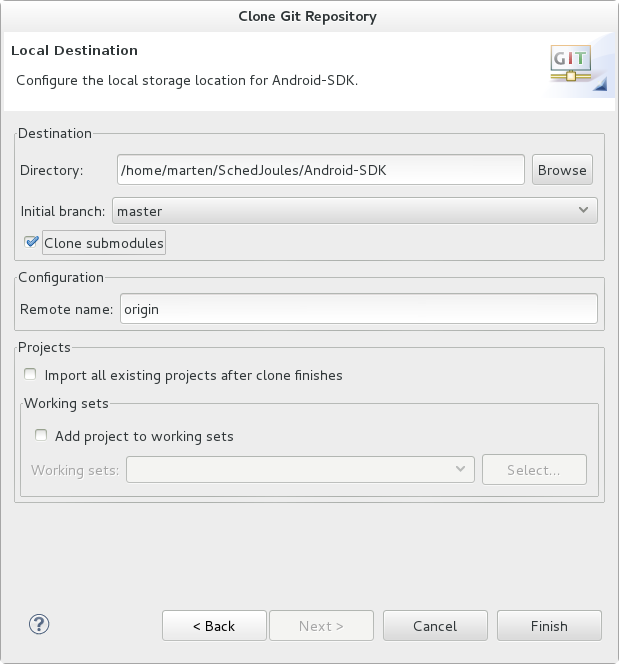 Clone Git Repository
Local Destination
Configure the local storage location for Android-SDK.
GIT
Destination
Directory: /home/marten/SchedJoules/Android-SDK Browse
Initial branch: master
Clone submodules
Configuration
Remote name: origin
Projects
Import all existing projects after clone finishes
Working sets
Add project to working sets
Working sets: Select...
? < Back Next > Cancel Finish